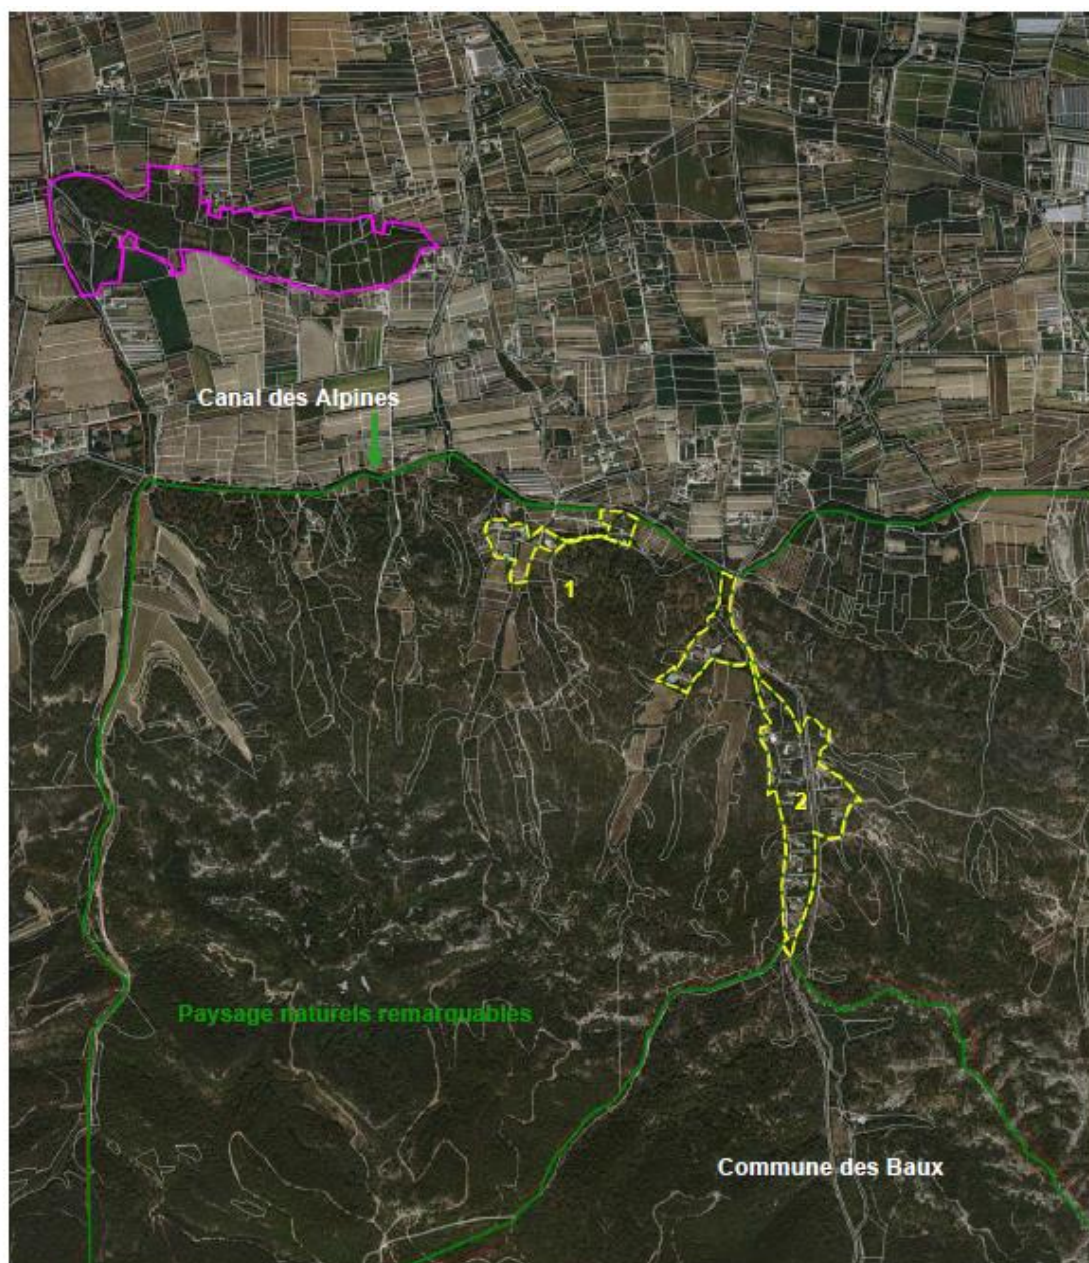 Canal des Alpines
1
2
Paysage naturels remarquables
Commune des Baux